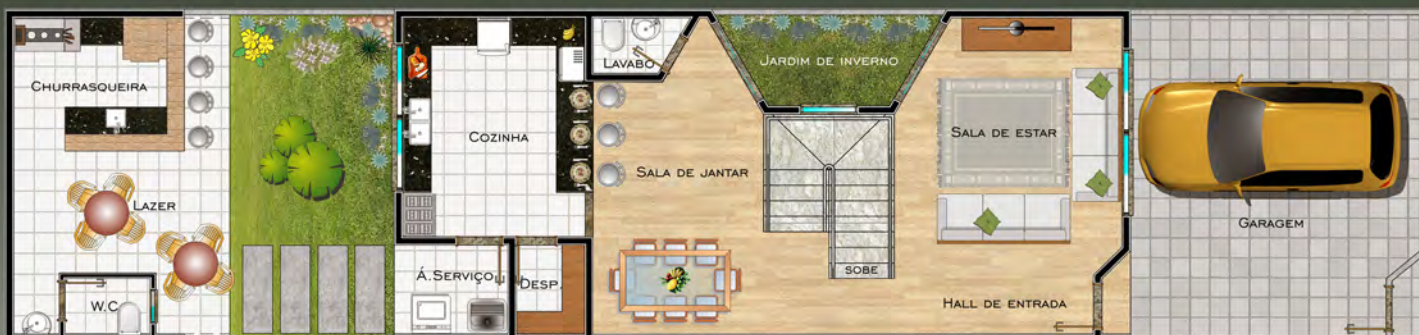 Churrasqueira
Lazer
W.C
Cozinha
Á.Serviço
Desp.
Lavabo
Sala de jantar
Jardim de inverno
Sobe
Sala de estar
Hall de entrada
Garagem